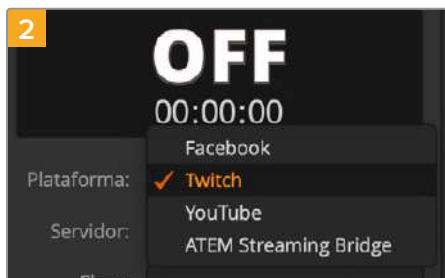 2
OFF
00:00:00
Facebook
Plataforma: ✓ Twitch
YouTube
Servidor:
ATEM Streaming Bridge